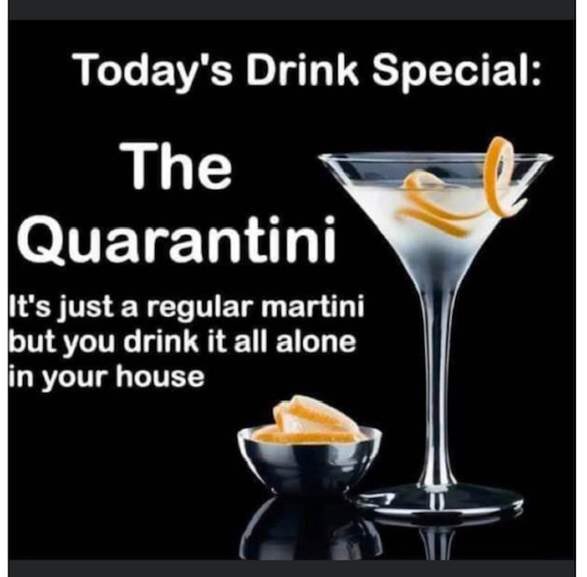 Today's Drink Special:
The
Quarantini
It's just a regular martini
but you drink it all alone
in your house